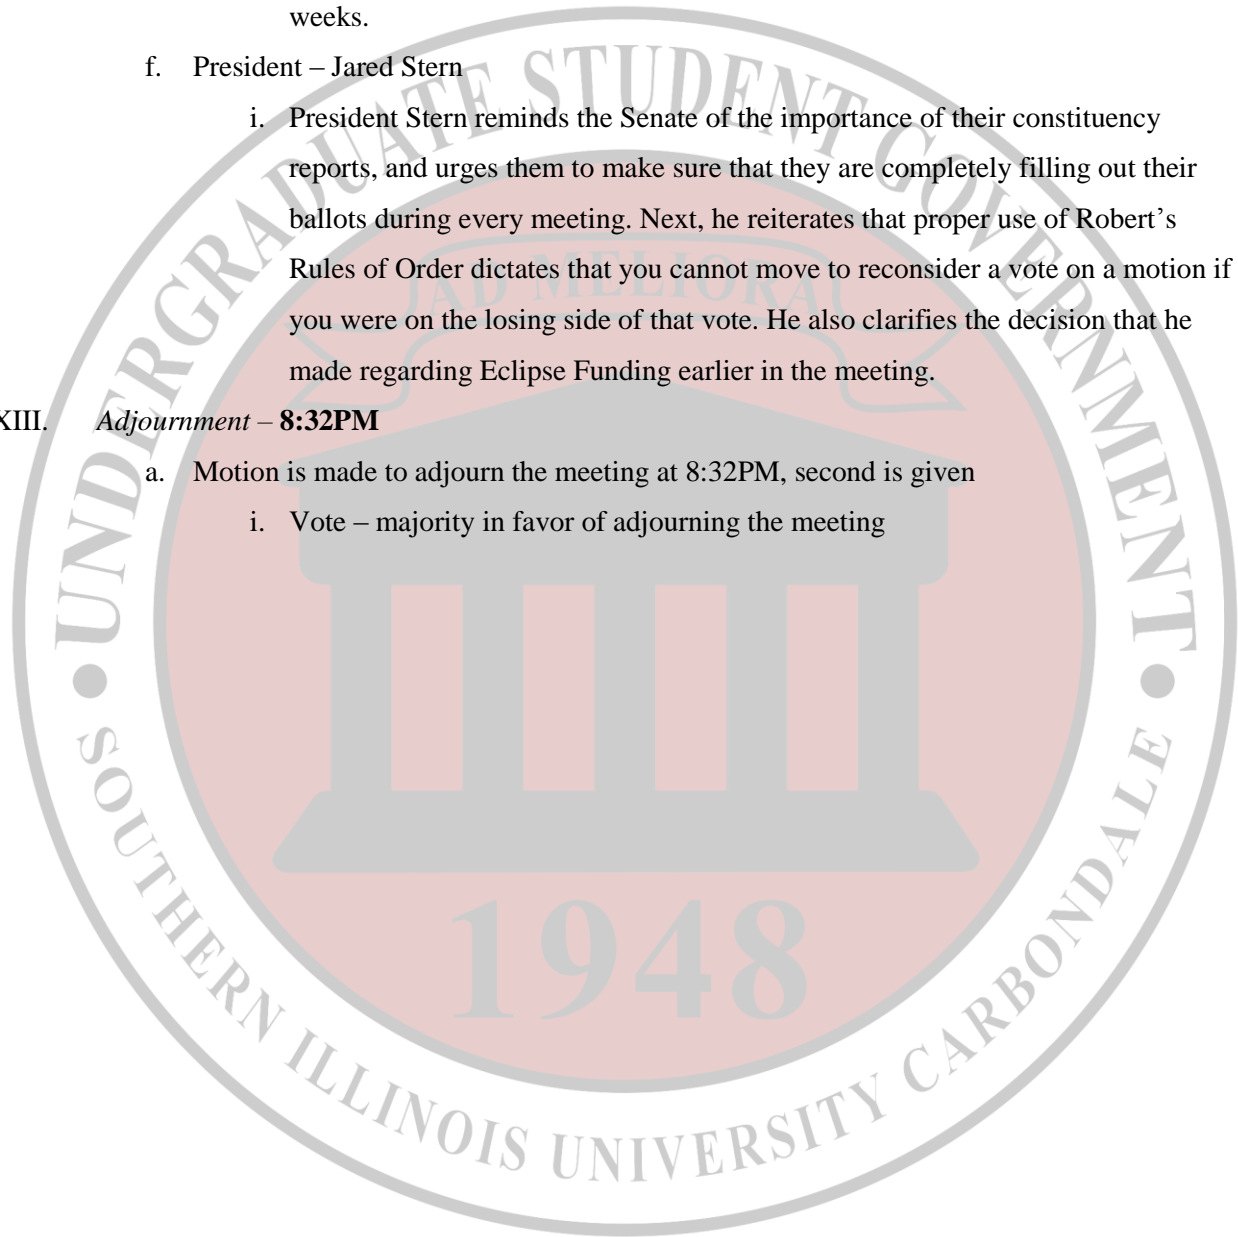 weeks.
f. President – Jared Stern
i. President Stern reminds the Senate of the importance of their constituency
reports, and urges them to make sure that they are completely filling out their
ballots during every meeting. Next, he reiterates that proper use of Robert’s
Rules of Order dictates that you cannot move to reconsider a vote on a motion if
you were on the losing side of that vote. He also clarifies the decision that he
made regarding Eclipse Funding earlier in the meeting.
XIII. Adjournment – 8:32PM
a. Motion is made to adjourn the meeting at 8:32PM, second is given
i. Vote – majority in favor of adjourning the meeting
UNDERGRADUATE STUDENT GOVERNMENT
AD MELIORA
1948
SOUTHERN ILLINOIS UNIVERSITY CARBONDALE